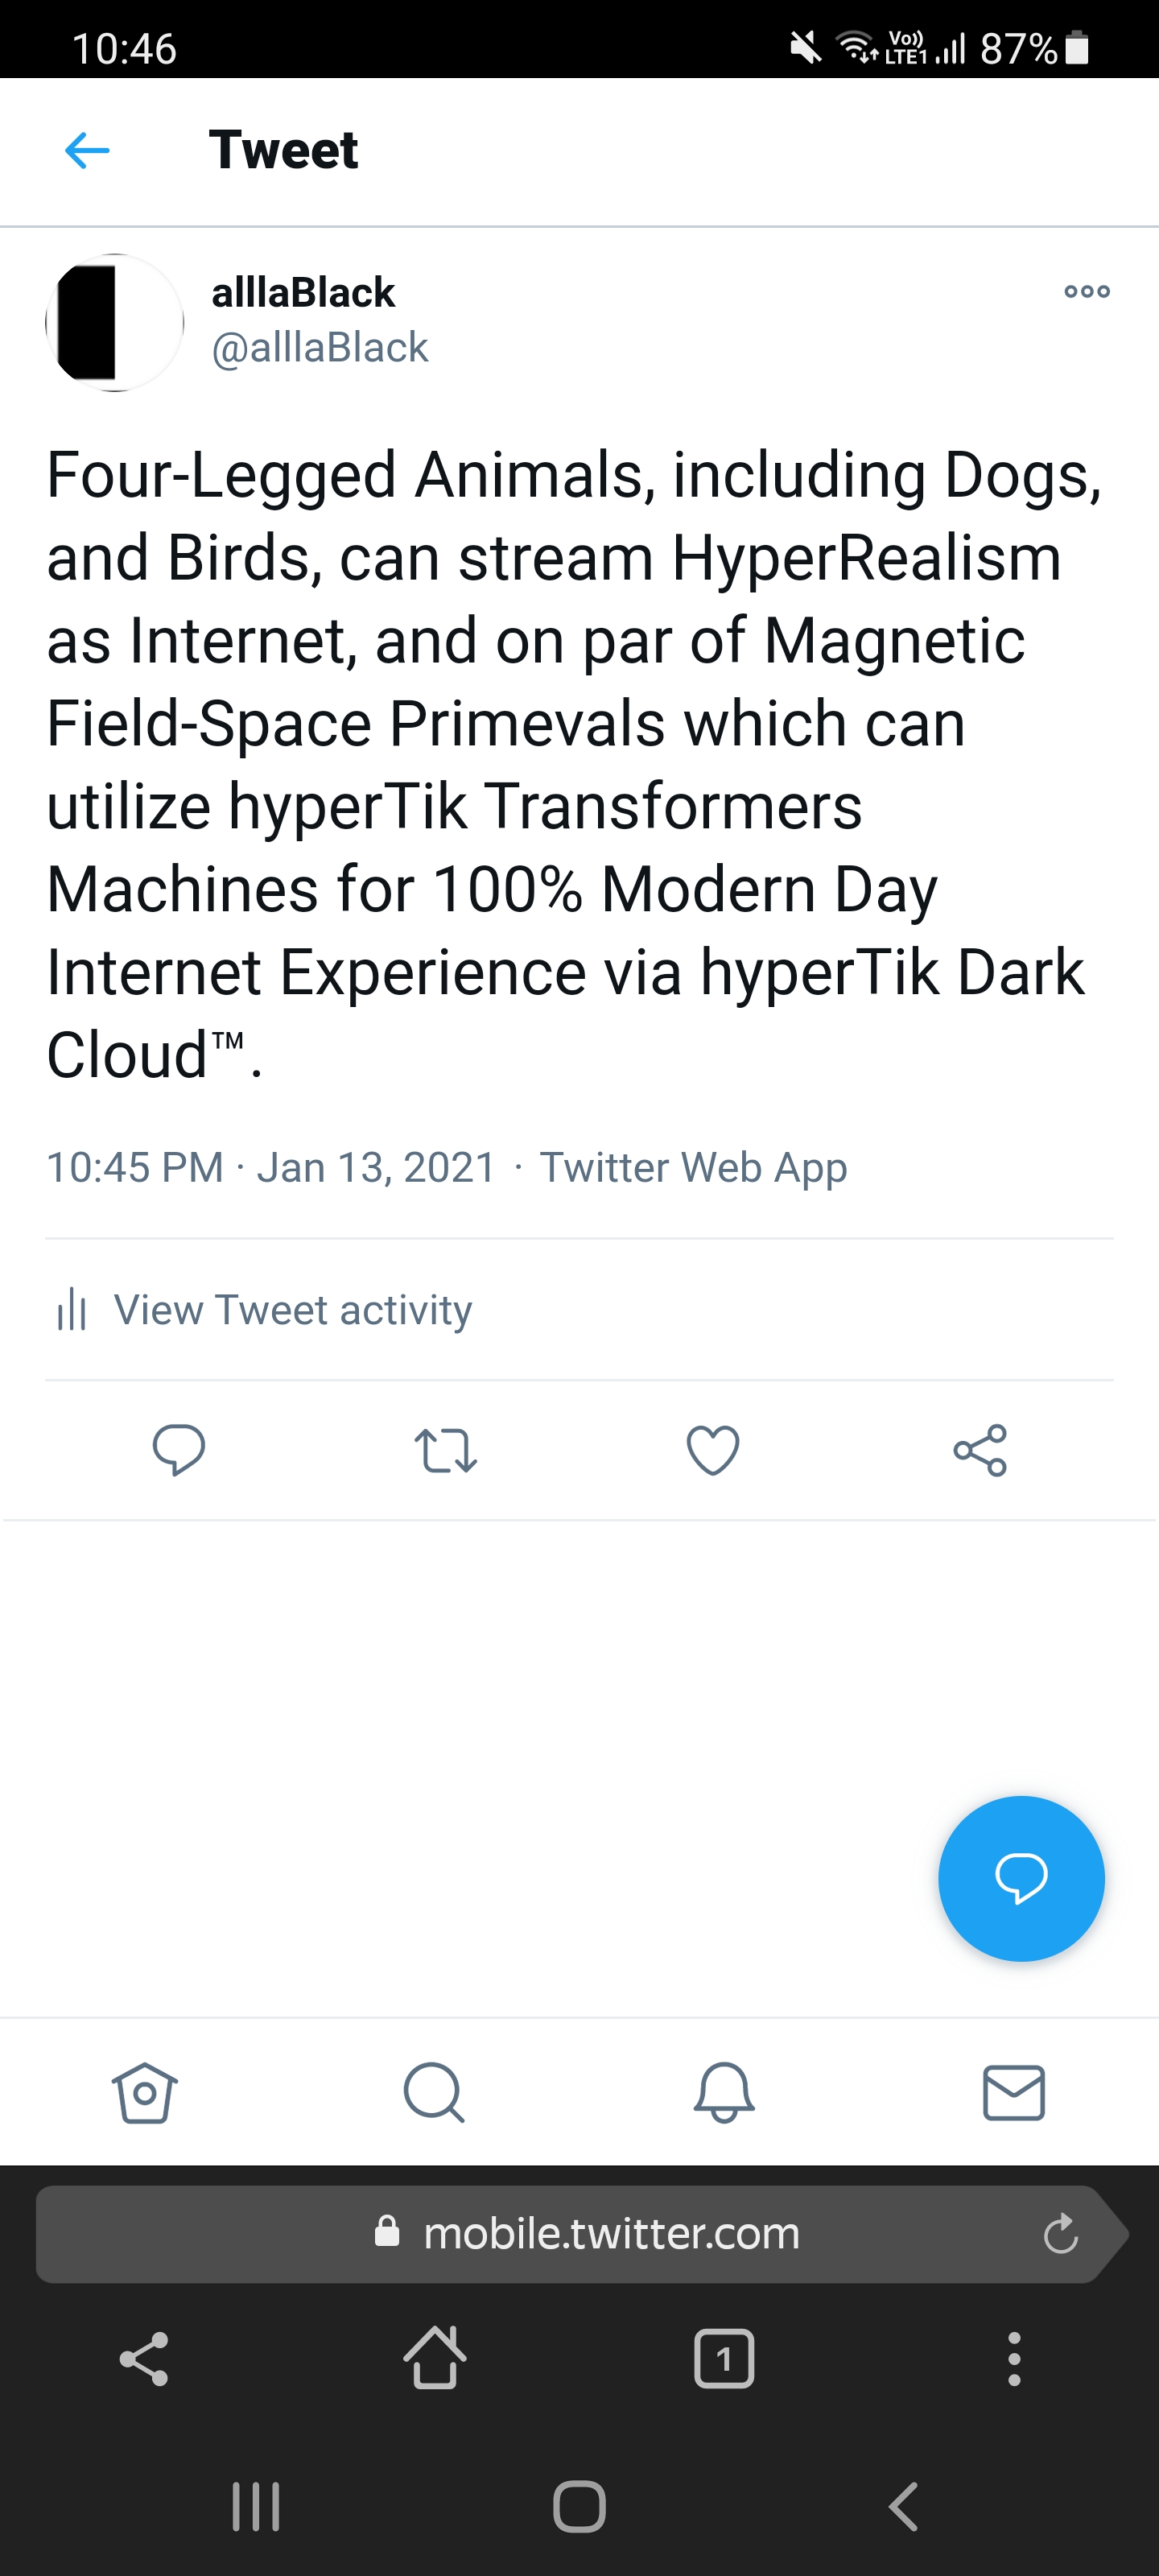 10:46
Vo)) LTE1 87%
Tweet
alllaBlack
@alllaBlack
Four-Legged Animals, including Dogs,
and Birds, can stream HyperRealism
as Internet, and on par of Magnetic
Field-Space Primevals which can
utilize hyperTik Transformers
Machines for 100% Modern Day
Internet Experience via hyperTik Dark
Cloud™.
10:45 PM · Jan 13, 2021 · Twitter Web App
View Tweet activity
mobile.twitter.com
1